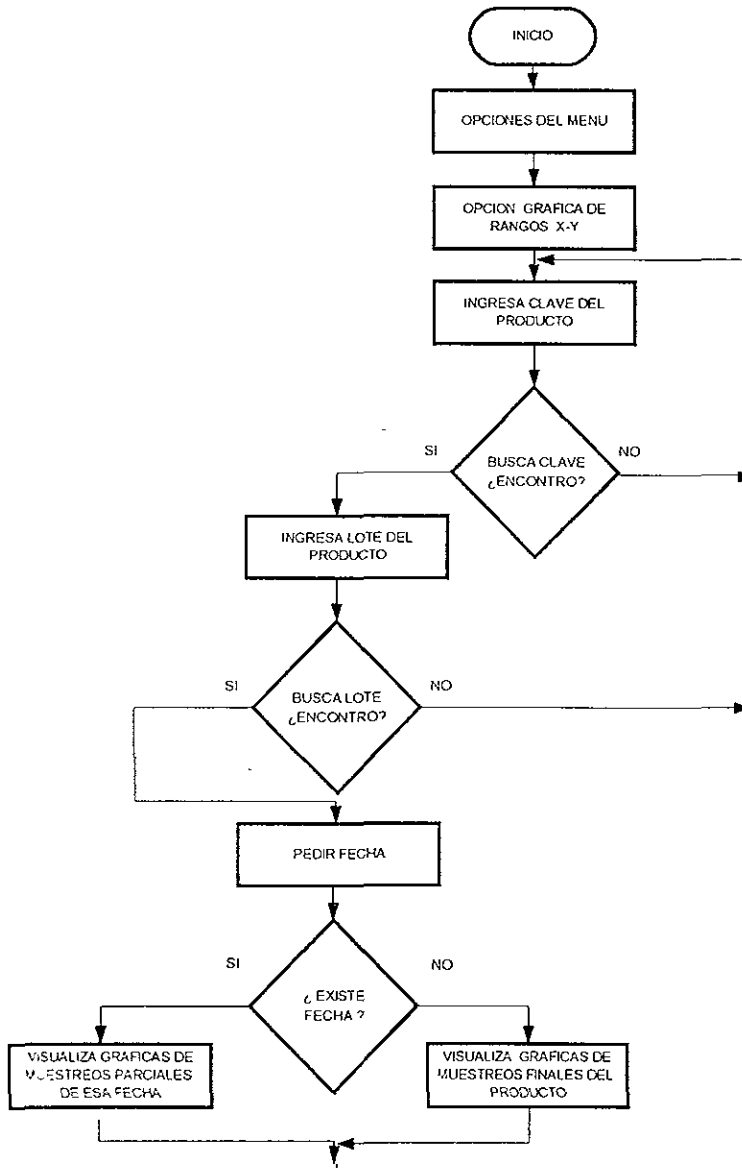 INICIO
OPCIONES DEL MENU
OPCION GRAFICA DE
RANGOS X-Y
INGRESA CLAVE DEL
PRODUCTO
SI
NO
BUSCA CLAVE
¿ENCONTRO?
INGRESA LOTE DEL
PRODUCTO
SI
NO
BUSCA LOTE
¿ENCONTRO?
PEDIR FECHA
SI
NO
¿ EXISTE
FECHA ?
VISUALIZA GRAFICAS DE
MUESTREOS PARCIALES
DE ESA FECHA
VISUALIZA GRAFICAS DE
MUESTREOS FINALES DEL
PRODUCTO